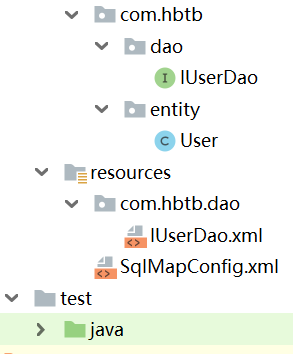 com.hbtb
dao
I IUserDao
entity
C User
resources
com.hbtb.dao
IUserDao.xml
SqlMapConfig.xml
test
java